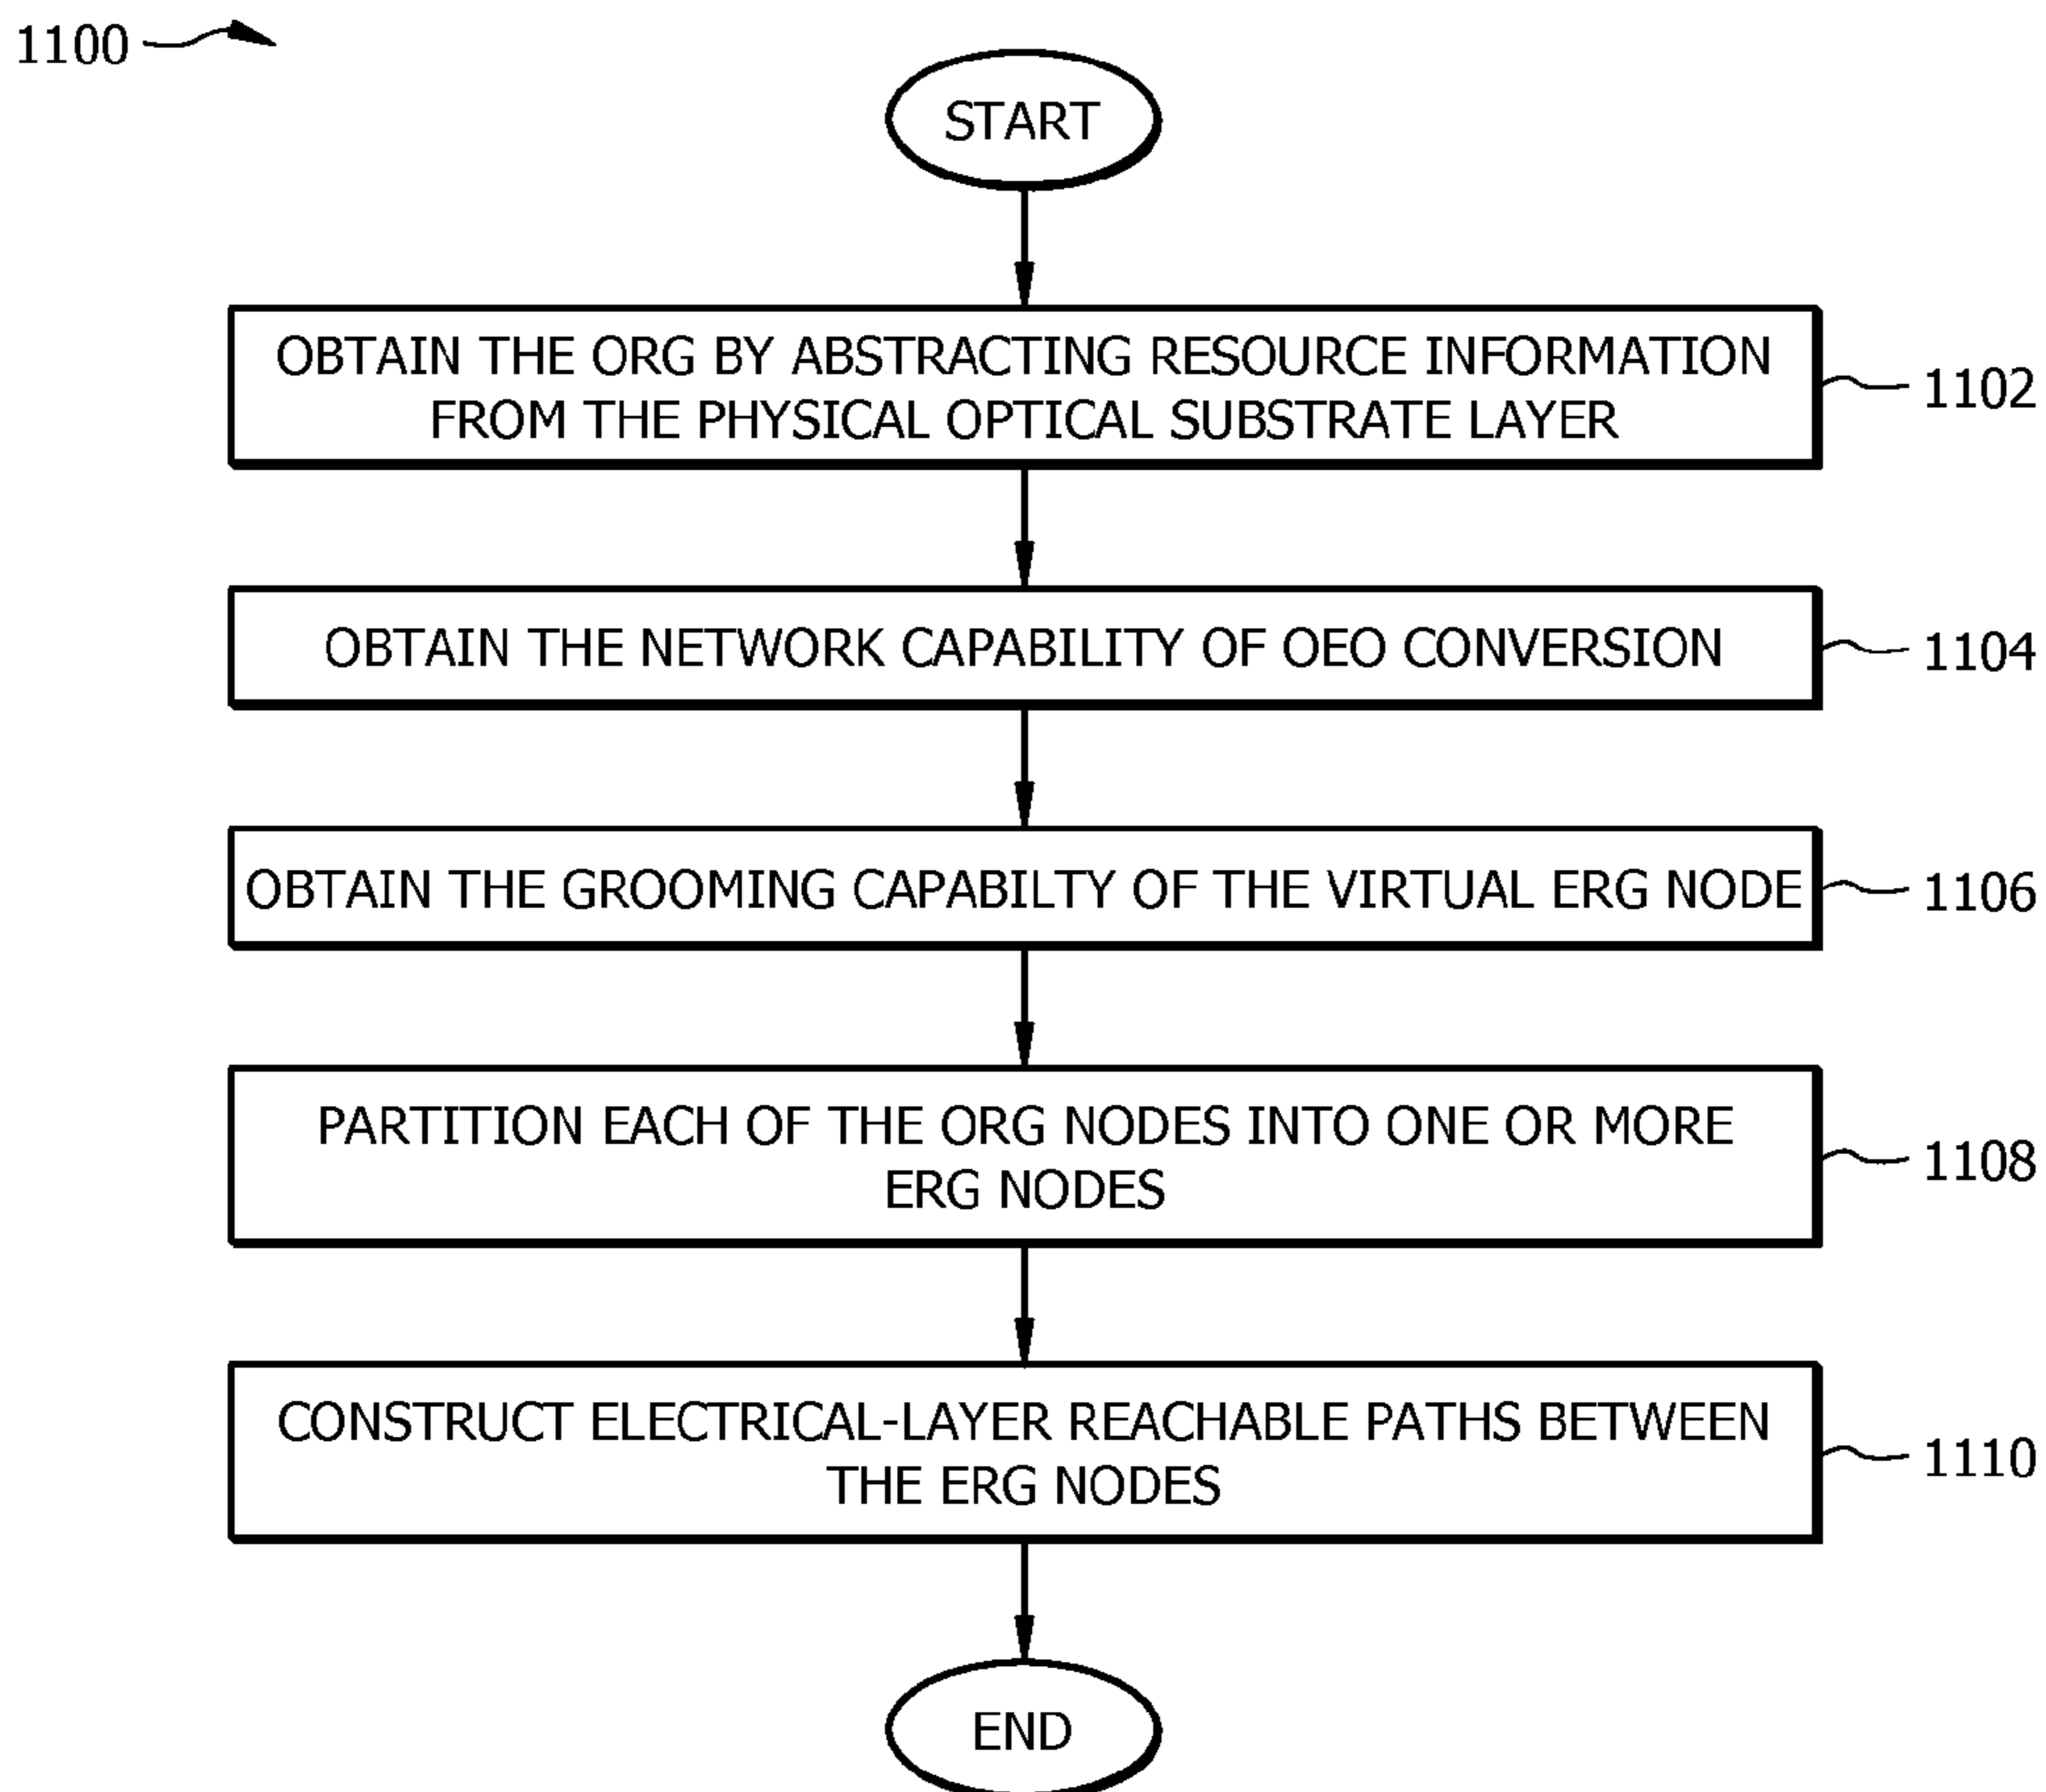 1100
START
OBTAIN THE ORG BY ABSTRACTING RESOURCE INFORMATION
FROM THE PHYSICAL OPTICAL SUBSTRATE LAYER
1102
OBTAIN THE NETWORK CAPABILITY OF OEO CONVERSION
1104
OBTAIN THE GROOMING CAPABILTY OF THE VIRTUAL ERG NODE
1106
PARTITION EACH OF THE ORG NODES INTO ONE OR MORE
ERG NODES
1108
CONSTRUCT ELECTRICAL-LAYER REACHABLE PATHS BETWEEN
THE ERG NODES
1110
END